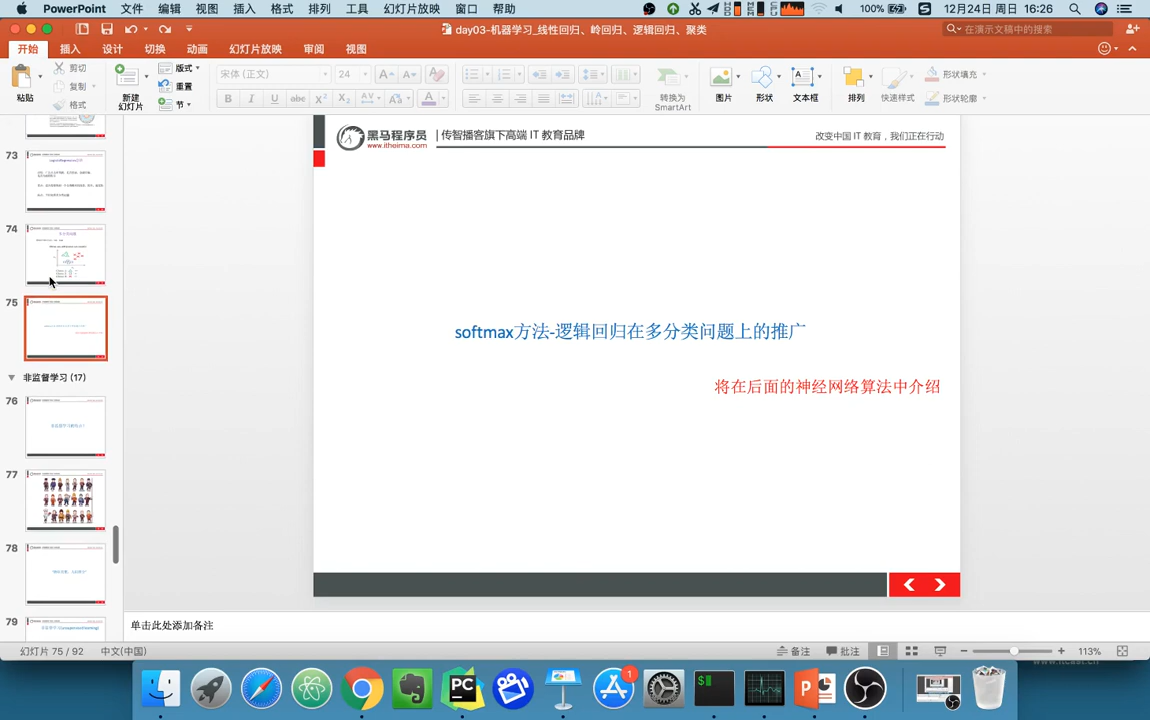 PowerPoint 文件 编辑 视图 插入 格式 工具 排列 幻灯片放映 窗口 帮助 100% 12月24日 周日 16:26
day03-机器学习_线性回归、岭回归、逻辑回归、聚类
在演示文稿中的搜索
开始 插入 设计 切换 动画 幻灯片放映 审阅 视图
粘贴 剪切 复制 格式
新建幻灯片 版式 重置 节
宋体 (正文) 24
转换为 SmartArt 图片 形状 文本框 排列 快速样式 形状填充 形状轮廓
黑马程序员 | 传智播客旗下高端 IT 教育品牌
www.itheima.com
改变中国 IT 教育，我们正在行动
softmax方法-逻辑回归在多分类问题上的推广
将在后面的神经网络算法中介绍
73
74
75
非监督学习 (17)
76
77
78
79
单击此处添加备注
幻灯片 75 / 92 中文(中国) 备注 批注 113%
www.itcast.cn